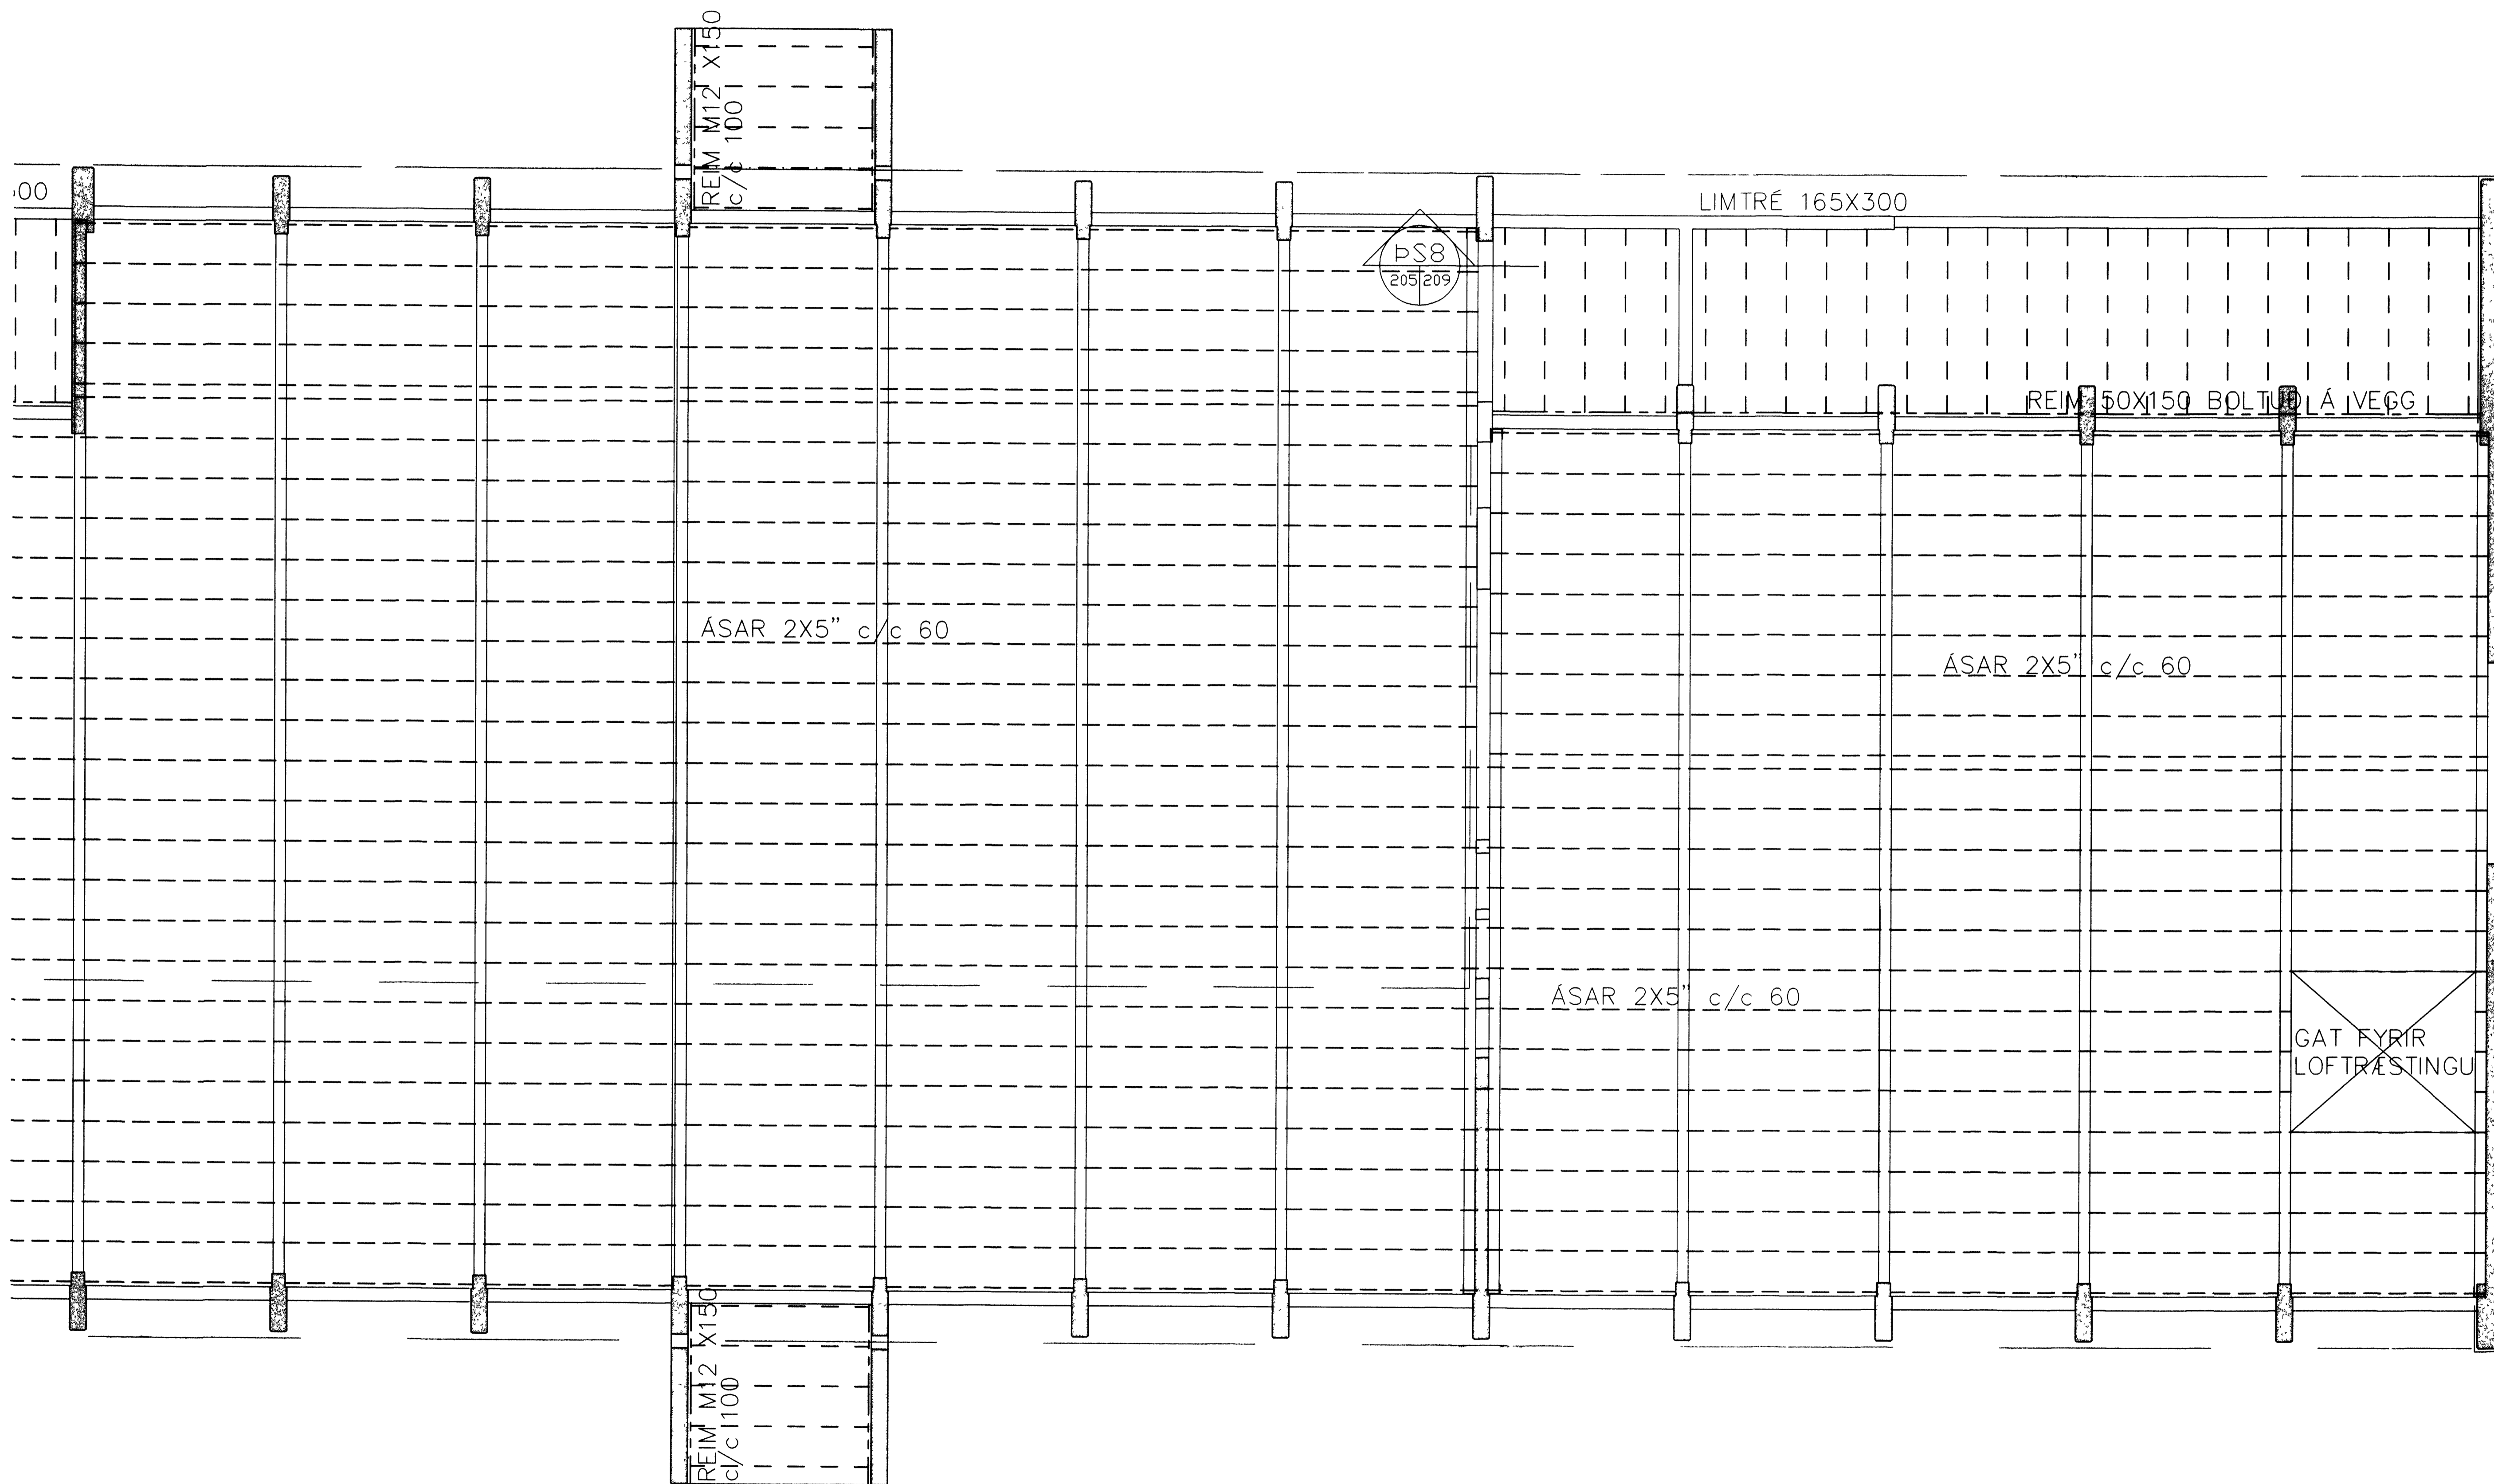 REIM M12 X150
c/c 100
00
LIMTRÉ 165X300
ÞS8
205 209
REIM 50X150 BOLTUÐ Á VEGG
ÁSAR 2X5" c/c 60
ÁSAR 2X5" c/c 60
ÁSAR 2X5" c/c 60
GAT FYRIR
LOFTRÆSTINGU
REIM M12 X150
c/c 100